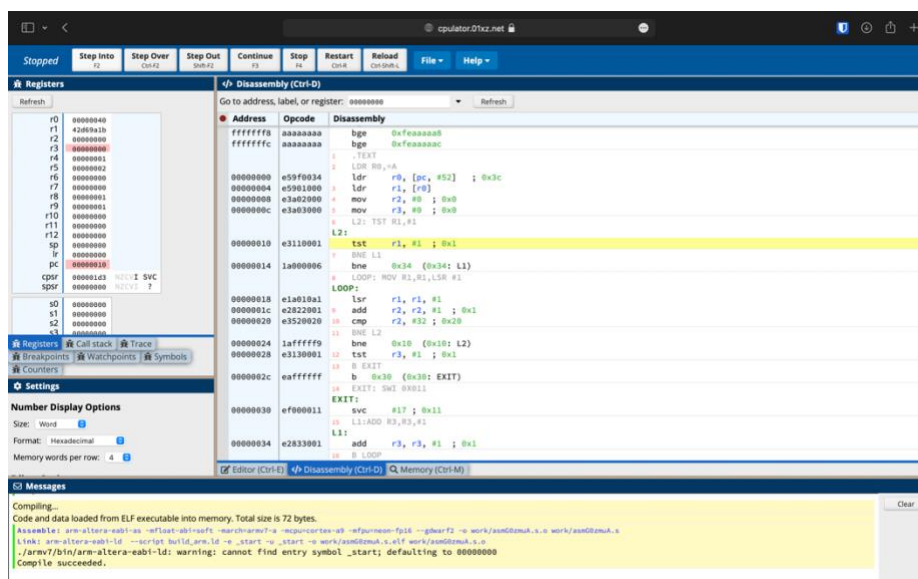 cpulator.01xz.net
Stopped
Step Into
F2
Step Over
Ctrl-F2
Step Out
Shift-F2
Continue
F3
Stop
F4
Restart
Ctrl-R
Reload
Ctrl-Shift-L
File
Help
Registers
Refresh
r0 00000040
r1 42d69a1b
r2 00000000
r3 00000000
r4 00000001
r5 00000002
r6 00000000
r7 00000000
r8 00000001
r9 00000001
r10 00000000
r11 00000000
r12 00000000
sp 00000000
lr 00000000
pc 00000010
cpsr 000001d3 NZCVI SVC
spsr 00000000 NZCVI ?
s0 00000000
s1 00000000
s2 00000000
s3 00000000
Registers Call stack Trace
Breakpoints Watchpoints Symbols
Counters
Settings
Number Display Options
Size: Word
Format: Hexadecimal
Memory words per row: 4
Disassembly (Ctrl-D)
Go to address, label, or register: 00000000 Refresh
Address Opcode Disassembly
fffffff8 aaaaaaaa bge 0xfeaaaaa8
fffffffc aaaaaaaa bge 0xfeaaaaac
1 .TEXT
2 LDR R0,=A
00000000 e59f0034 ldr r0, [pc, #52] ; 0x3c
00000004 e5901000 ldr r1, [r0]
00000008 e3a02000 mov r2, #0 ; 0x0
0000000c e3a03000 mov r3, #0 ; 0x0
6 L2: TST R1,#1
L2:
00000010 e3110001 tst r1, #1 ; 0x1
7 BNE L1
00000014 1a000006 bne 0x34 (0x34: L1)
8 LOOP: MOV R1,R1,LSR #1
LOOP:
00000018 e1a010a1 lsr r1, r1, #1
0000001c e2822001 9 add r2, r2, #1 ; 0x1
00000020 e3520020 10 cmp r2, #32 ; 0x20
11 BNE L2
00000024 1afffff9 bne 0x10 (0x10: L2)
00000028 e3130001 12 tst r3, #1 ; 0x1
13 B EXIT
0000002c eaffffff b 0x30 (0x30: EXIT)
14 EXIT: SWI 0X011
EXIT:
00000030 ef000011 svc #17 ; 0x11
15 L1:ADD R3,R3,#1
L1:
00000034 e2833001 add r3, r3, #1 ; 0x1
16 B LOOP
Editor (Ctrl-E) Disassembly (Ctrl-D) Memory (Ctrl-M)
Messages
Clear
Compiling...
Code and data loaded from ELF executable into memory. Total size is 72 bytes.
Assemble: arm-altera-eabi-as -mfloat-abi=soft -march=armv7-a -mcpu=cortex-a9 -mfpu=neon-fp16 --gdwarf2 -o work/asmG0zmuA.s.o work/asmG0zmuA.s
Link: arm-altera-eabi-ld --script build_arm.ld -e _start -u _start -o work/asmG0zmuA.s.elf work/asmG0zmuA.s.o
./armv7/bin/arm-altera-eabi-ld: warning: cannot find entry symbol _start; defaulting to 00000000
Compile succeeded.